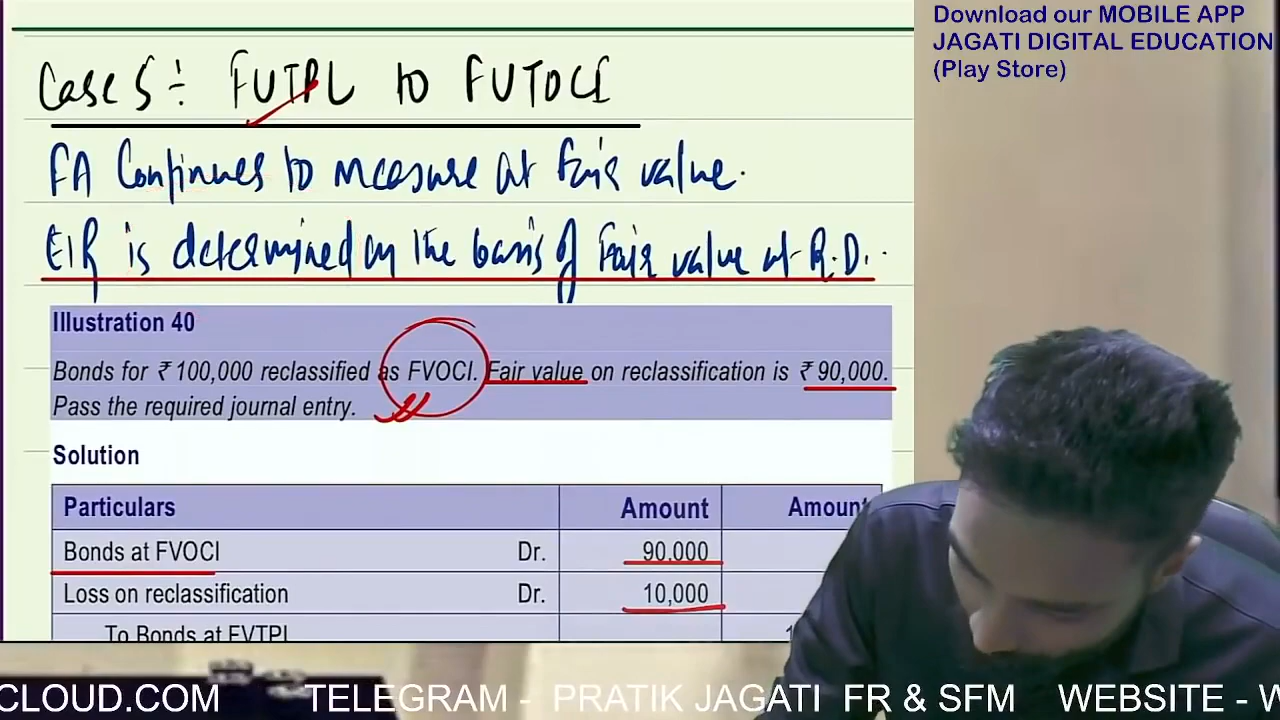 Download our MOBILE APP
JAGATI DIGITAL EDUCATION
(Play Store)
Case 5 ÷ FVTPL to FVTOCI
FA Continues to measure at fair value.
EIR is determined on the basis of Fair value at R.D.
Illustration 40
Bonds for ₹ 100,000 reclassified as FVOCI. Fair value on reclassification is ₹ 90,000.
Pass the required journal entry.
Solution
Particulars Amount Amount
Bonds at FVOCI Dr. 90,000
Loss on reclassification Dr. 10,000
To Bonds at FVTPL
CLOUD.COM TELEGRAM - PRATIK JAGATI FR & SFM WEBSITE - W